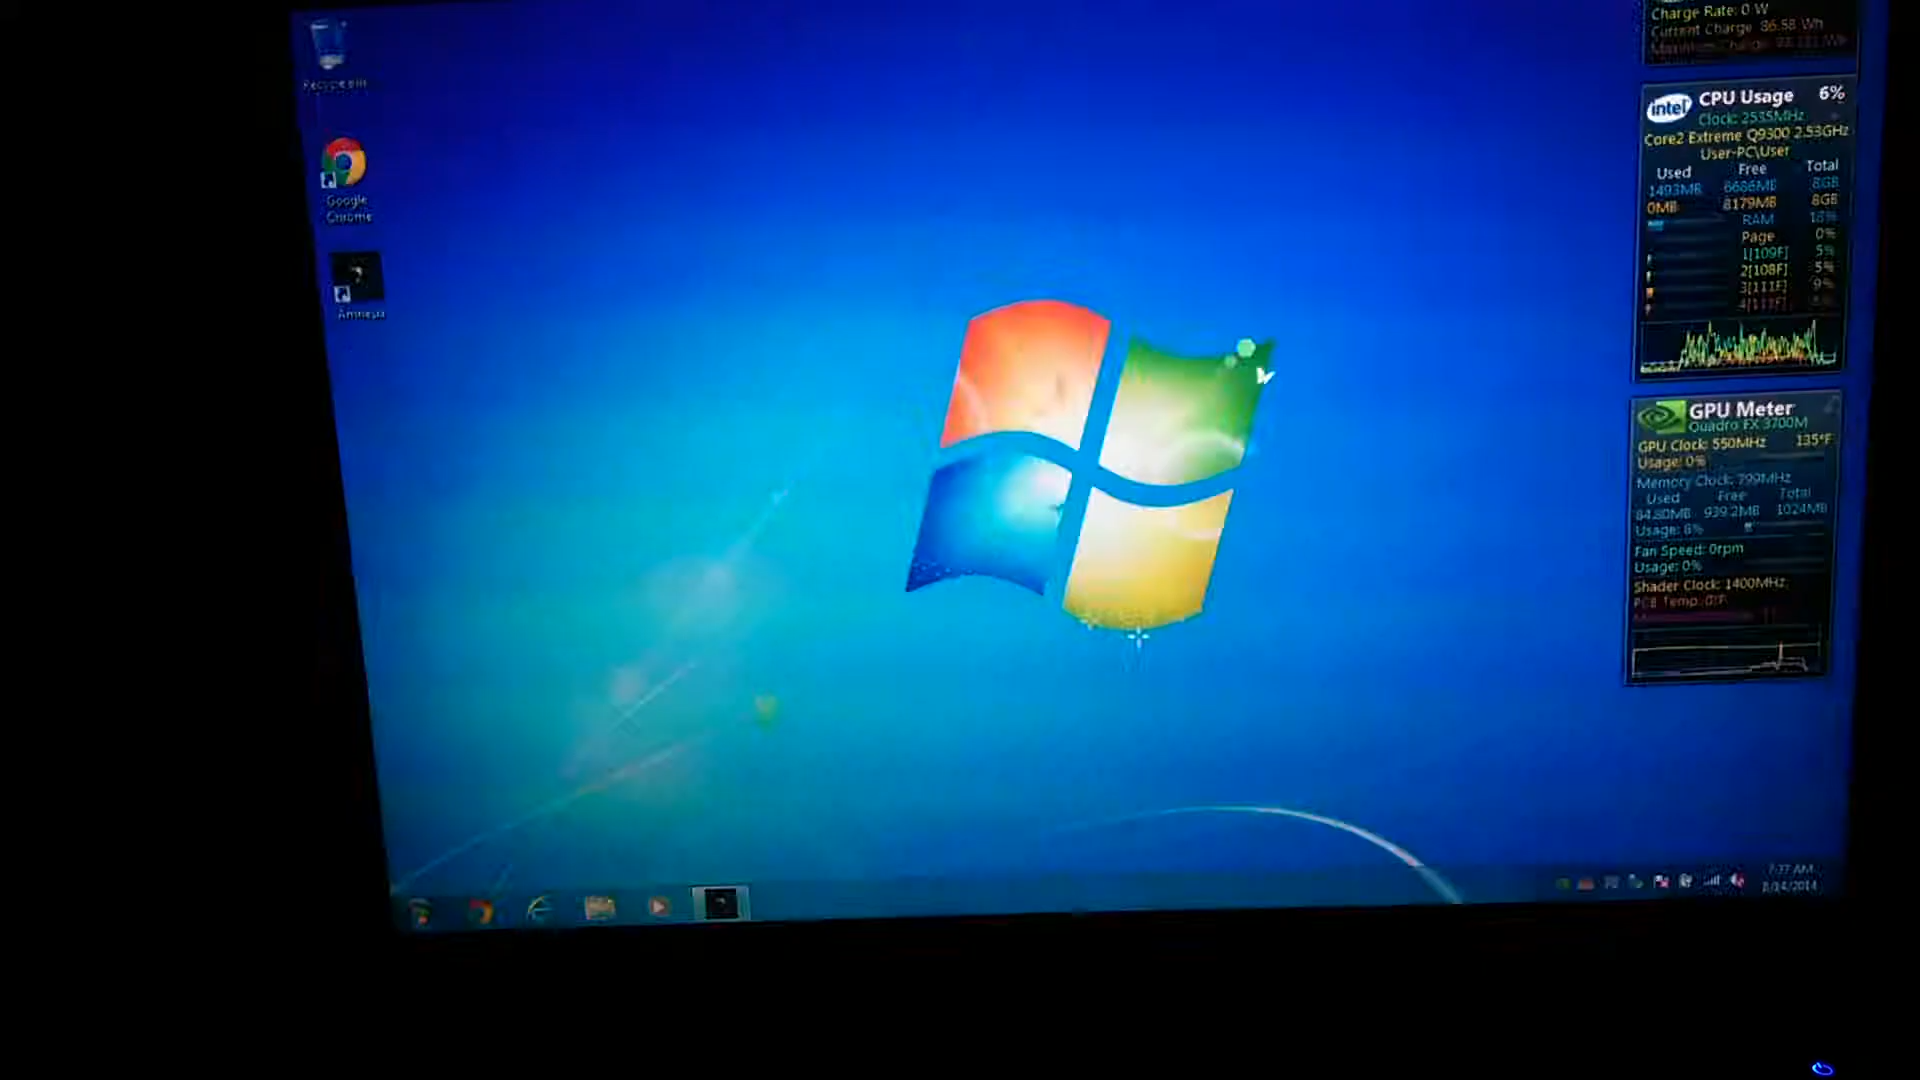 Recycle Bin
Google
Chrome
Amnesia
Charge Rate: 0 W
Current Charge: 86.58 Wh
intel
CPU Usage 6%
Clock: 2535MHz
Core2 Extreme Q9300 2.53GHz
User-PC\User
Used Free Total
1493MB 6686MB 8GB
0MB 8179MB 8GB
RAM 18%
Page 0%
1[109F] 5%
2[108F] 5%
3[111F] 9%
GPU Meter
Quadro FX 3700M
GPU Clock: 550MHz 135°F
Usage: 0%
Memory Clock: 799MHz
Used Free Total
84.80MB 939.2MB 1024MB
Usage: 8%
Fan Speed: 0rpm
Usage: 0%
Shader Clock: 1400MHz
PCB Temp: 0°F
7:37 AM
8/14/2014